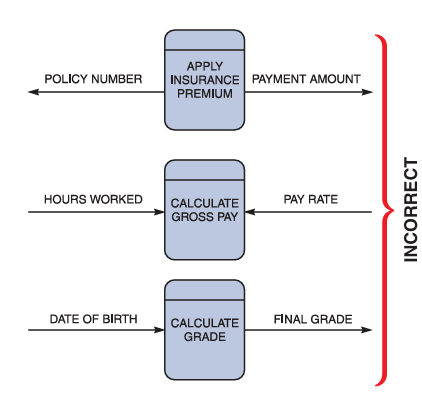 APPLY
INSURANCE
PREMIUM
POLICY NUMBER
PAYMENT AMOUNT
HOURS WORKED
CALCULATE
GROSS PAY
PAY RATE
DATE OF BIRTH
CALCULATE
GRADE
FINAL GRADE
INCORRECT